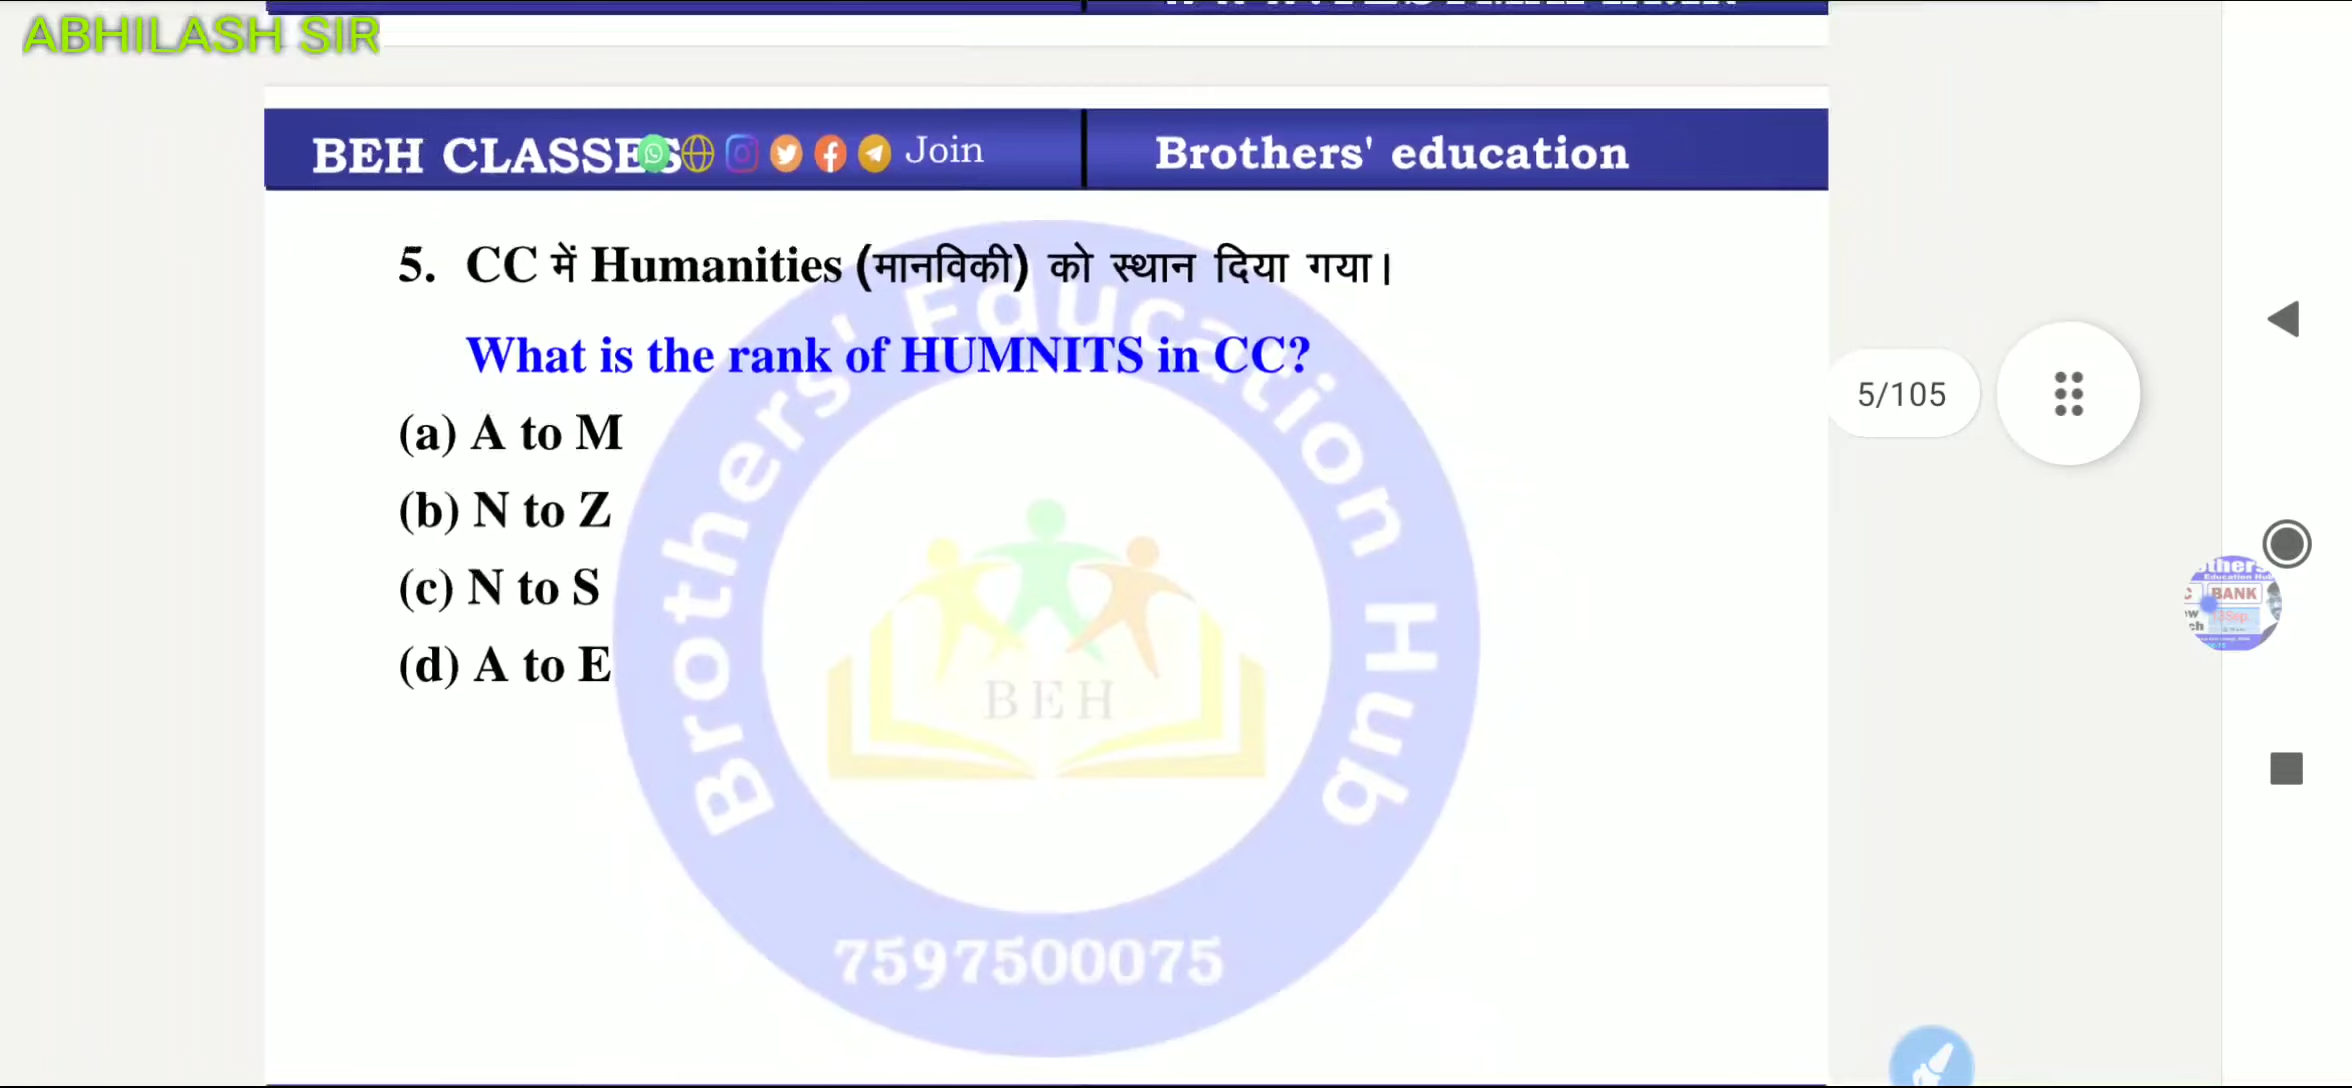 ABHILASH SIR
BEH CLASSES Join
Brothers' education
5. CC में Humanities (मानविकी) को स्थान दिया गया।
What is the rank of HUMNITS in CC?
(a) A to M
(b) N to Z
(c) N to S
(d) A to E
5/105
Brothers' Education Hub
BEH
7597500075
BANK